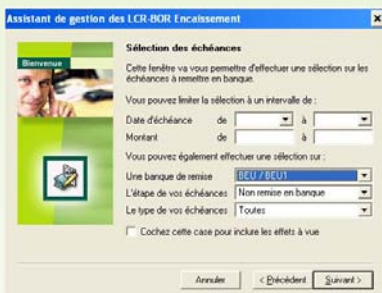 Assistant de gestion des LCR-BOR Encaissement
Bienvenue
Sélection des échéances
Cette fenêtre va vous permettre d'effectuer une sélection sur les
échéances à remettre en banque.
Vous pouvez limiter la sélection à un intervalle de :
Date d'échéance de à
Montant de à
Vous pouvez également effectuer une sélection sur :
Une banque de remise BEU / BEU1
L'étape de vos échéances Non remise en banque
Le type de vos échéances Toutes
Cochez cette case pour inclure les effets à vue
Annuler < Précédent Suivant >